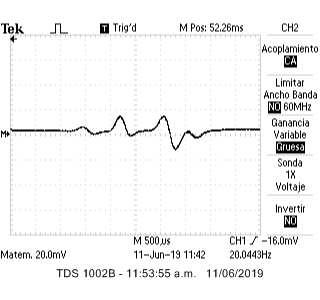 Tek
T Trig'd
M Pos: 52.26ms
CH2
Acoplamiento
CA
Limitar
Ancho Banda
NO 60MHz
Ganancia
Variable
Gruesa
Sonda
1X
Voltaje
Invertir
NO
M
Matem. 20.0mV
M 500µs
CH1 ∕ -16.0mV
11-Jun-19 11:42
20.0443Hz
TDS 1002B - 11:53:55 a.m. 11/06/2019